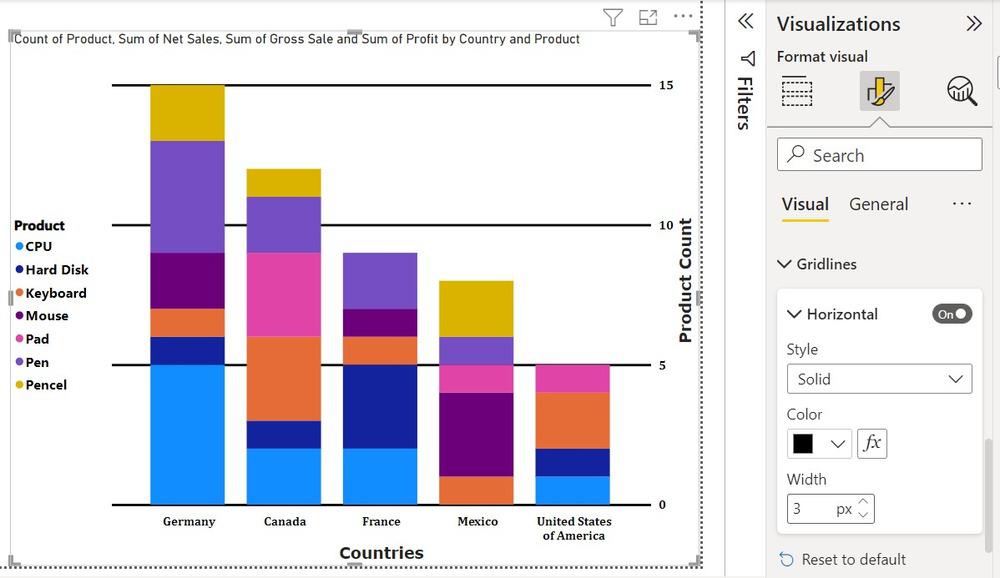 Count of Product, Sum of Net Sales, Sum of Gross Sale and Sum of Profit by Country and Product
15
10
5
0
Product Count
Product
CPU
Hard Disk
Keyboard
Mouse
Pad
Pen
Pencel
Germany
Canada
France
Mexico
United States
of America
Countries
Filters
Visualizations
Format visual
Search
Visual
General
Gridlines
Horizontal
On
Style
Solid
Color
fx
Width
3 px
Reset to default